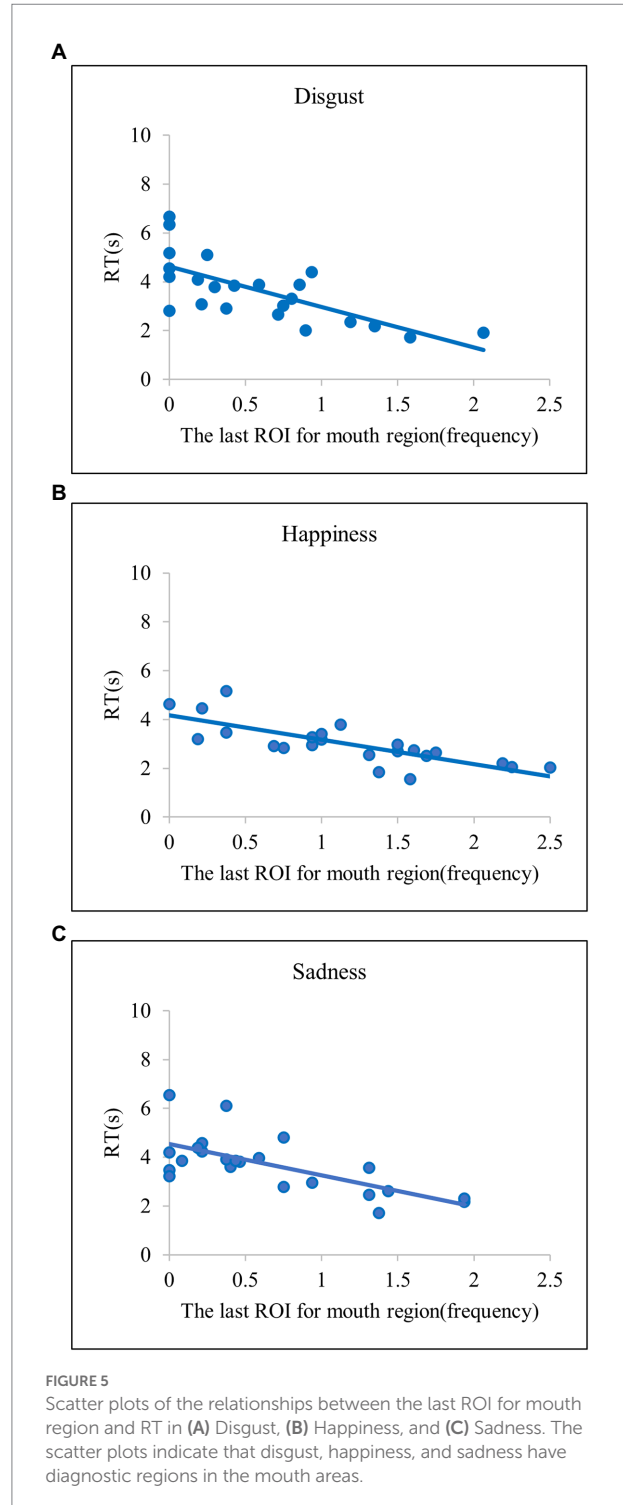 A
Disgust
10
8
6
4
2
0
RT(s)
0 0.5 1 1.5 2 2.5
The last ROI for mouth region(frequency)
B
Happiness
10
8
6
4
2
0
RT(s)
0 0.5 1 1.5 2 2.5
The last ROI for mouth region(frequency)
C
Sadness
10
8
6
4
2
0
RT(s)
0 0.5 1 1.5 2 2.5
The last ROI for mouth region(frequency)
FIGURE 5
Scatter plots of the relationships between the last ROI for mouth
region and RT in (A) Disgust, (B) Happiness, and (C) Sadness. The
scatter plots indicate that disgust, happiness, and sadness have
diagnostic regions in the mouth areas.